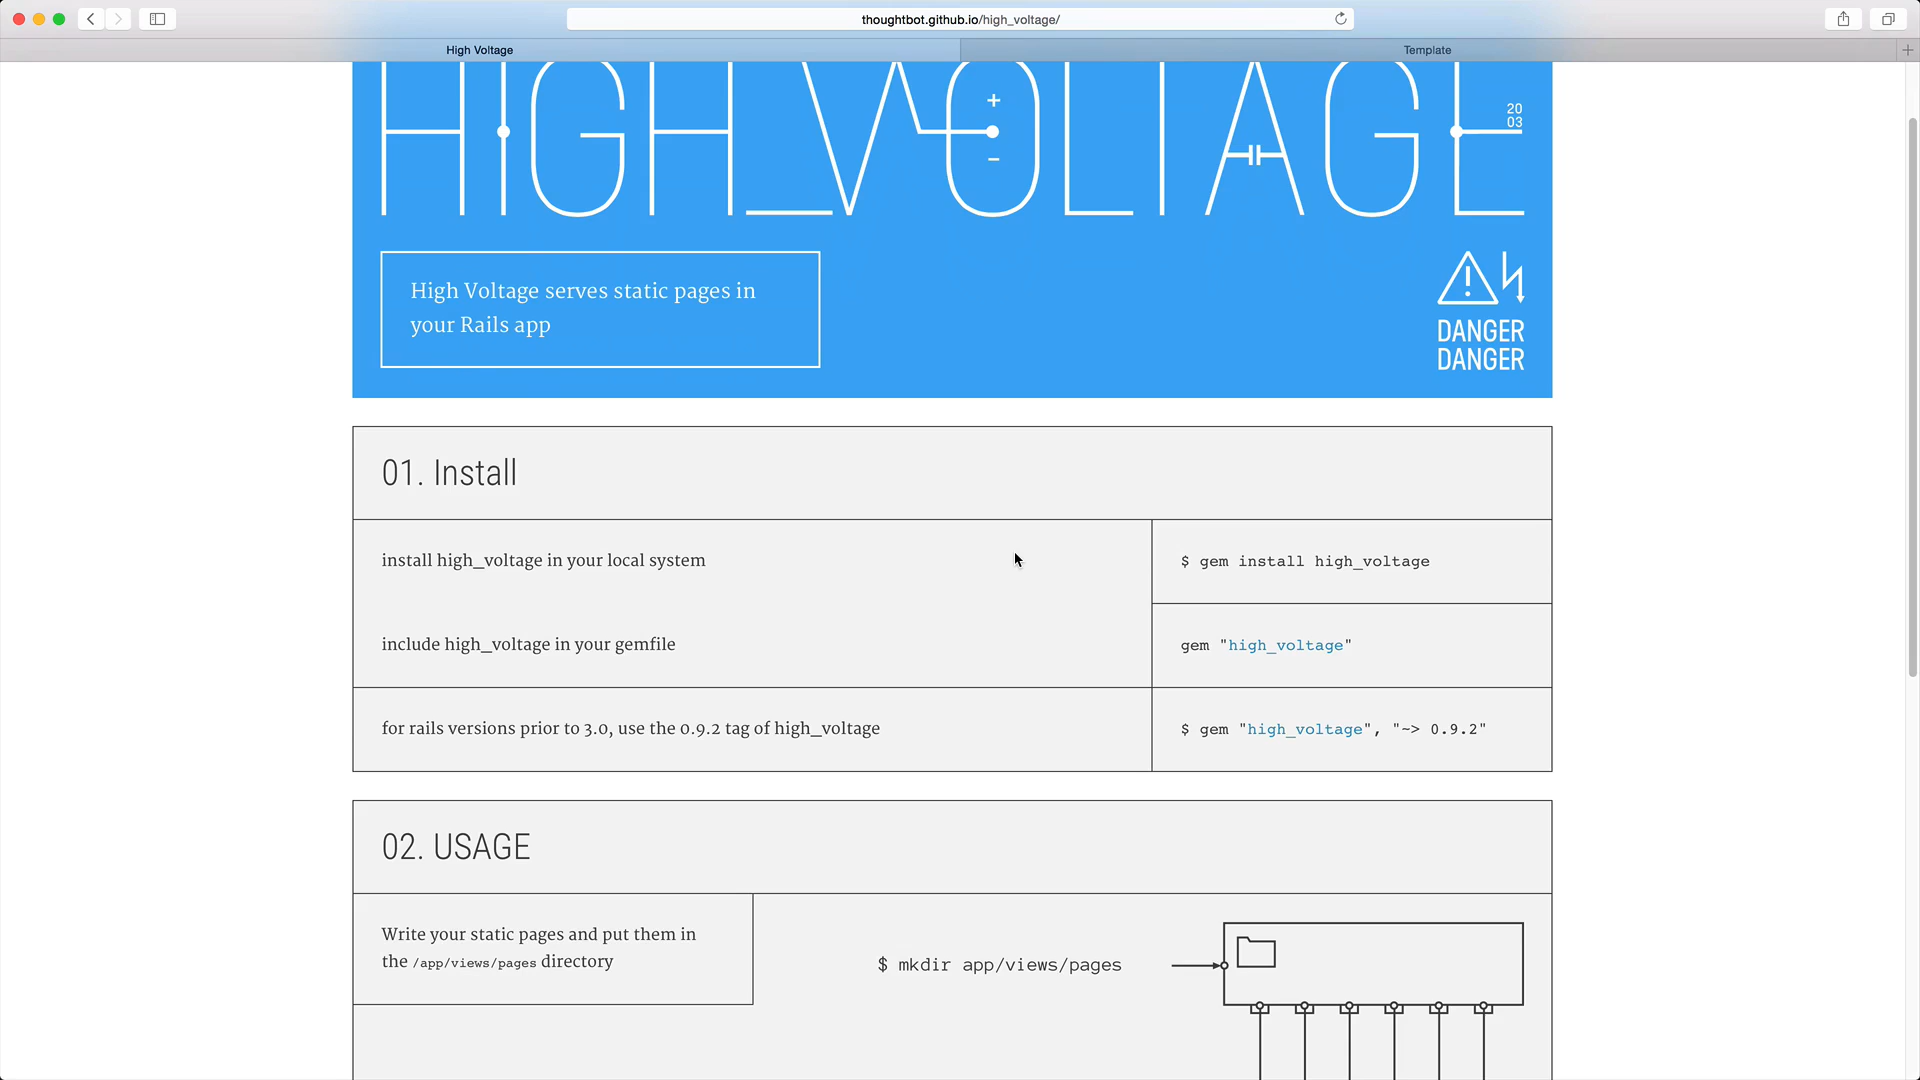 thoughtbot.github.io/high_voltage/
High Voltage
Template
HIGH_VOLTAGE
20
03
High Voltage serves static pages in
your Rails app
DANGER
DANGER
01. Install
install high_voltage in your local system
$ gem install high_voltage
include high_voltage in your gemfile
gem "high_voltage"
for rails versions prior to 3.0, use the 0.9.2 tag of high_voltage
$ gem "high_voltage", "~> 0.9.2"
02. USAGE
Write your static pages and put them in
the /app/views/pages directory
$ mkdir app/views/pages